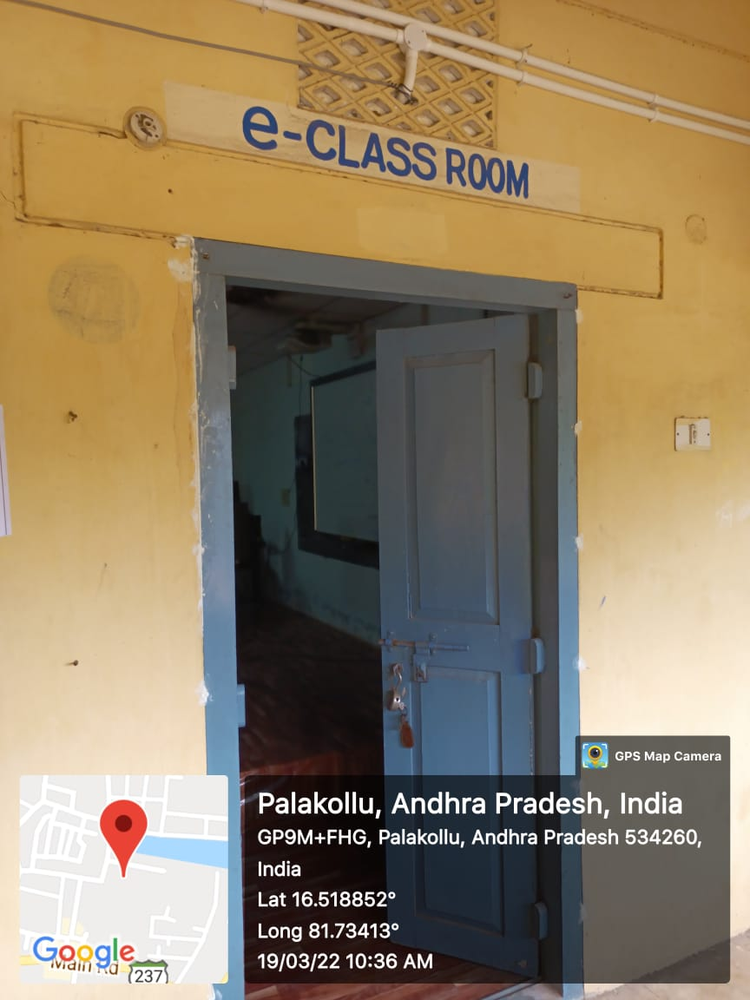 e-CLASS ROOM
GPS Map Camera
Palakollu, Andhra Pradesh, India
GP9M+FHG, Palakollu, Andhra Pradesh 534260,
India
Lat 16.518852°
Long 81.73413°
19/03/22 10:36 AM
Google
Main Rd
237